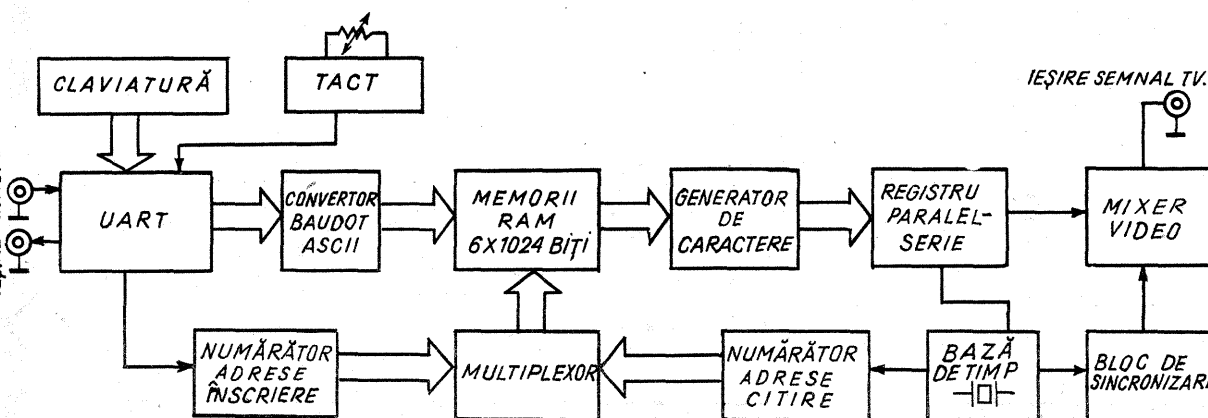 CLAVIATURĂ
TACT
IEȘIRE SEMNAL TV.
UART
CONVERTOR
BAUDOT
ASCII
MEMORII
RAM
6X1024 BIȚI
GENERATOR
DE
CARACTERE
REGISTRU
PARALEL-
SERIE
MIXER
VIDEO
NUMĂRĂTOR
ADRESE
ÎNSCRIERE
MULTIPLEXOR
NUMĂRĂTOR
ADRESE
CITIRE
BAZĂ
DE TIMP
BLOC DE
SINCRONIZARE